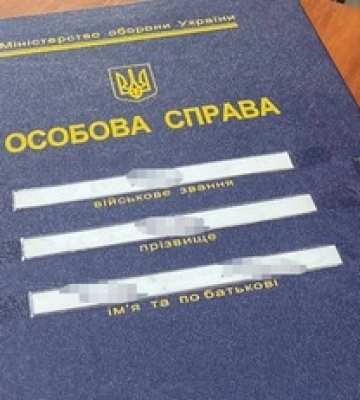 Міністерство оборони України
ОСОБОВА СПРАВА
військове звання
прізвище
ім'я та по батькові